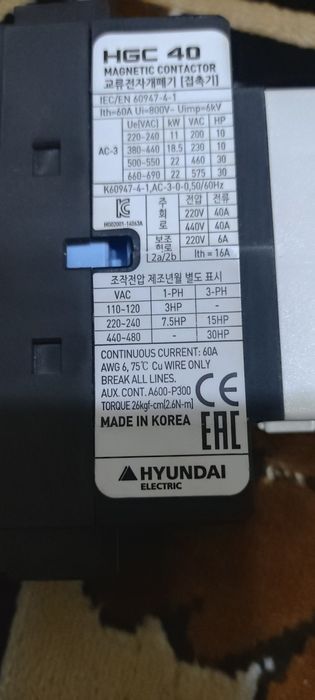 HGC 40
MAGNETIC CONTACTOR
교류전자개폐기 [접촉기]
IEC/EN 60947-4-1
Ith=60A Ui=800V~ Uimp=6kV
AC-3 Ue[VAC] kW VAC HP
220-240 11 200 10
380-440 18.5 230 10
500-550 22 460 30
660-690 22 575 30
K60947-4-1,AC-3-0-0,50/60Hz
주회로 전압 전류
220V 40A
440V 40A
보조회로 220V 6A
2a/2b Ith = 16A
조작전압 제조년월 별도 표시
VAC 1-PH 3-PH
110~120 3HP -
220~240 7.5HP 15HP
440~480 - 30HP
CONTINUOUS CURRENT: 60A
AWG 6, 75℃ Cu WIRE ONLY
BREAK ALL LINES.
AUX. CONT. A600-P300
TORQUE 26kgf-cm[2.6N-m]
CE
MADE IN KOREA
EAC
HYUNDAI
ELECTRIC